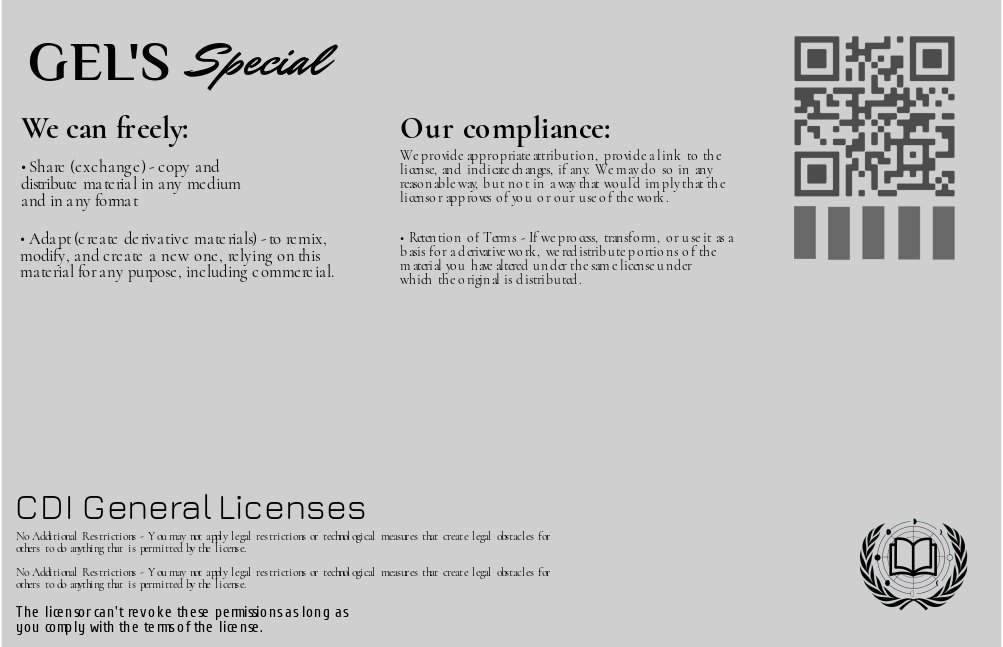 GEL'S Special
We can freely:
• Share (exchange) - copy and
distribute material in any medium
and in any format
• Adapt (create derivative materials) - to remix,
modify, and create a new one, relying on this
material for any purpose, including commercial.
Our compliance:
We provide appropriate attribution, provide a link to the
license, and indicate changes, if any. We may do so in any
reasonable way, but not in a way that would imply that the
licensor approves of you or our use of the work.
• Retention of Terms - If we process, transform, or use it as a
basis for a derivative work, we redistribute portions of the
material you have altered under the same license under
which the original is distributed.
CDI General Licenses
No Additional Restrictions - You may not apply legal restrictions or technological measures that create legal obstacles for
others to do anything that is permitted by the license.
No Additional Restrictions - You may not apply legal restrictions or technological measures that create legal obstacles for
others to do anything that is permitted by the license.
The licensor can't revoke these permissions as long as
you comply with the terms of the license.